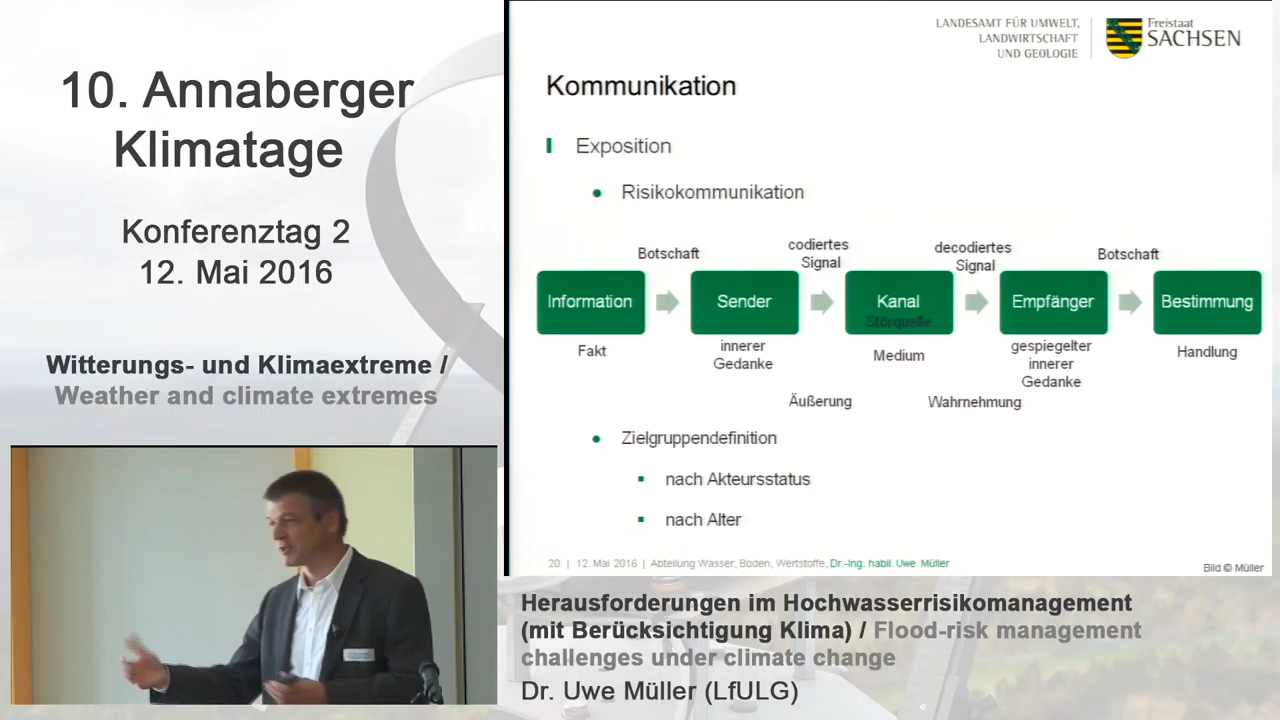 10. Annaberger
Klimatage
Konferenztag 2
12. Mai 2016
Witterungs- und Klimaextreme /
Weather and climate extremes
LANDESAMT FÜR UMWELT,
LANDWIRTSCHAFT
UND GEOLOGIE
Freistaat
SACHSEN
Kommunikation
Exposition
Risikokommunikation
Botschaft
codiertes
Signal
decodiertes
Signal
Botschaft
Information
Sender
Kanal
Störquelle
Empfänger
Bestimmung
Fakt
innerer
Gedanke
Medium
gespiegelter
innerer
Gedanke
Handlung
Äußerung
Wahrnehmung
Zielgruppendefinition
nach Akteursstatus
nach Alter
20 | 12. Mai 2016 | Abteilung Wasser, Boden, Wertstoffe, Dr.-Ing. habil. Uwe Müller
Bild © Müller
Herausforderungen im Hochwasserrisikomanagement
(mit Berücksichtigung Klima) / Flood-risk management
challenges under climate change
Dr. Uwe Müller (LfULG)